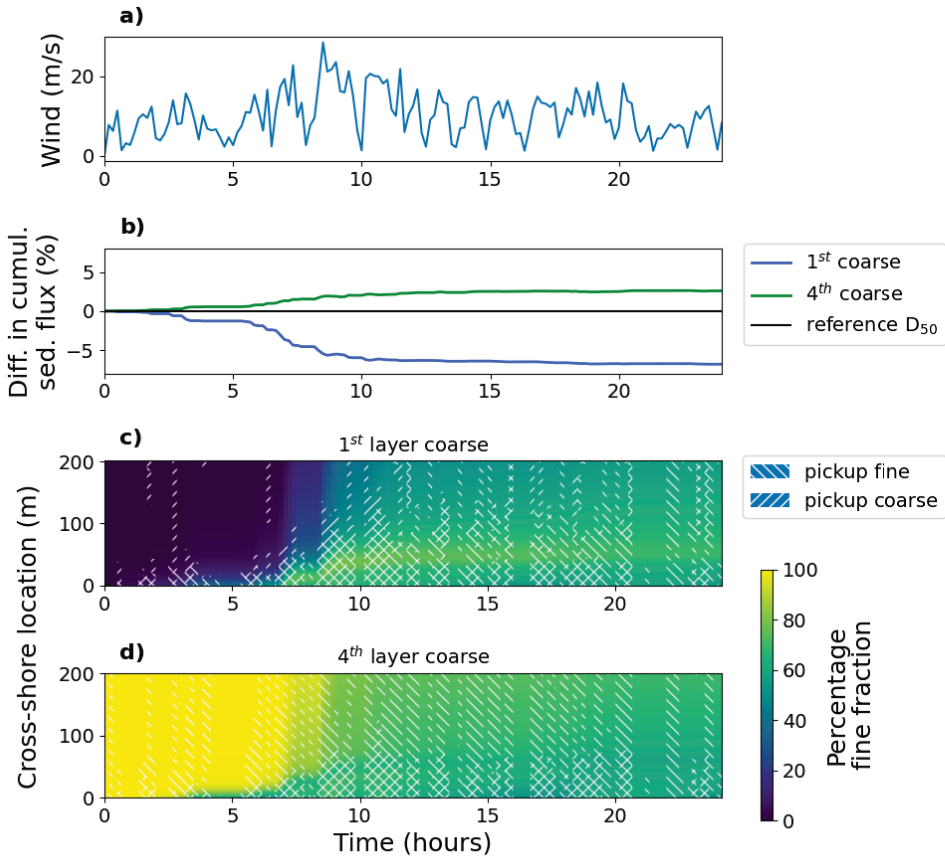 a)
Wind (m/s)
20
0
0 5 10 15 20
b)
Diff. in cumul.
sed. flux (%)
5
0
−5
0 5 10 15 20
1st coarse
4th coarse
reference D50
c)
1st layer coarse
200
100
0
0 5 10 15 20
pickup fine
pickup coarse
Cross-shore location (m)
d)
4th layer coarse
200
100
0
0 5 10 15 20
Time (hours)
100
80
60
40
20
0
Percentage
fine fraction